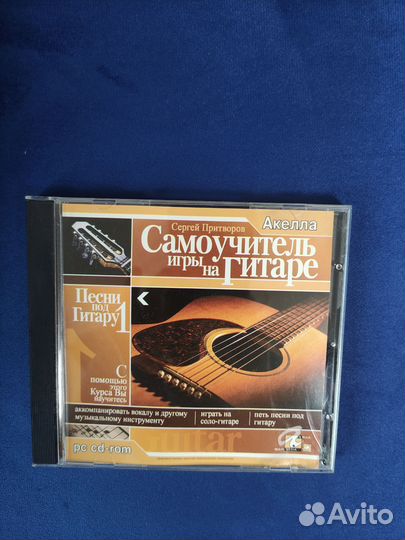 Сергей Притворов
Акелла
Самоучитель
игры на Гитаре
Песни
под
Гитару 1
С
помощью
этого
Курса Вы
научитесь
аккомпанировать вокалу и другому
музыкальному инструменту
играть на
соло-гитаре
петь песни под
гитару
guitar
pc cd-rom
Avito